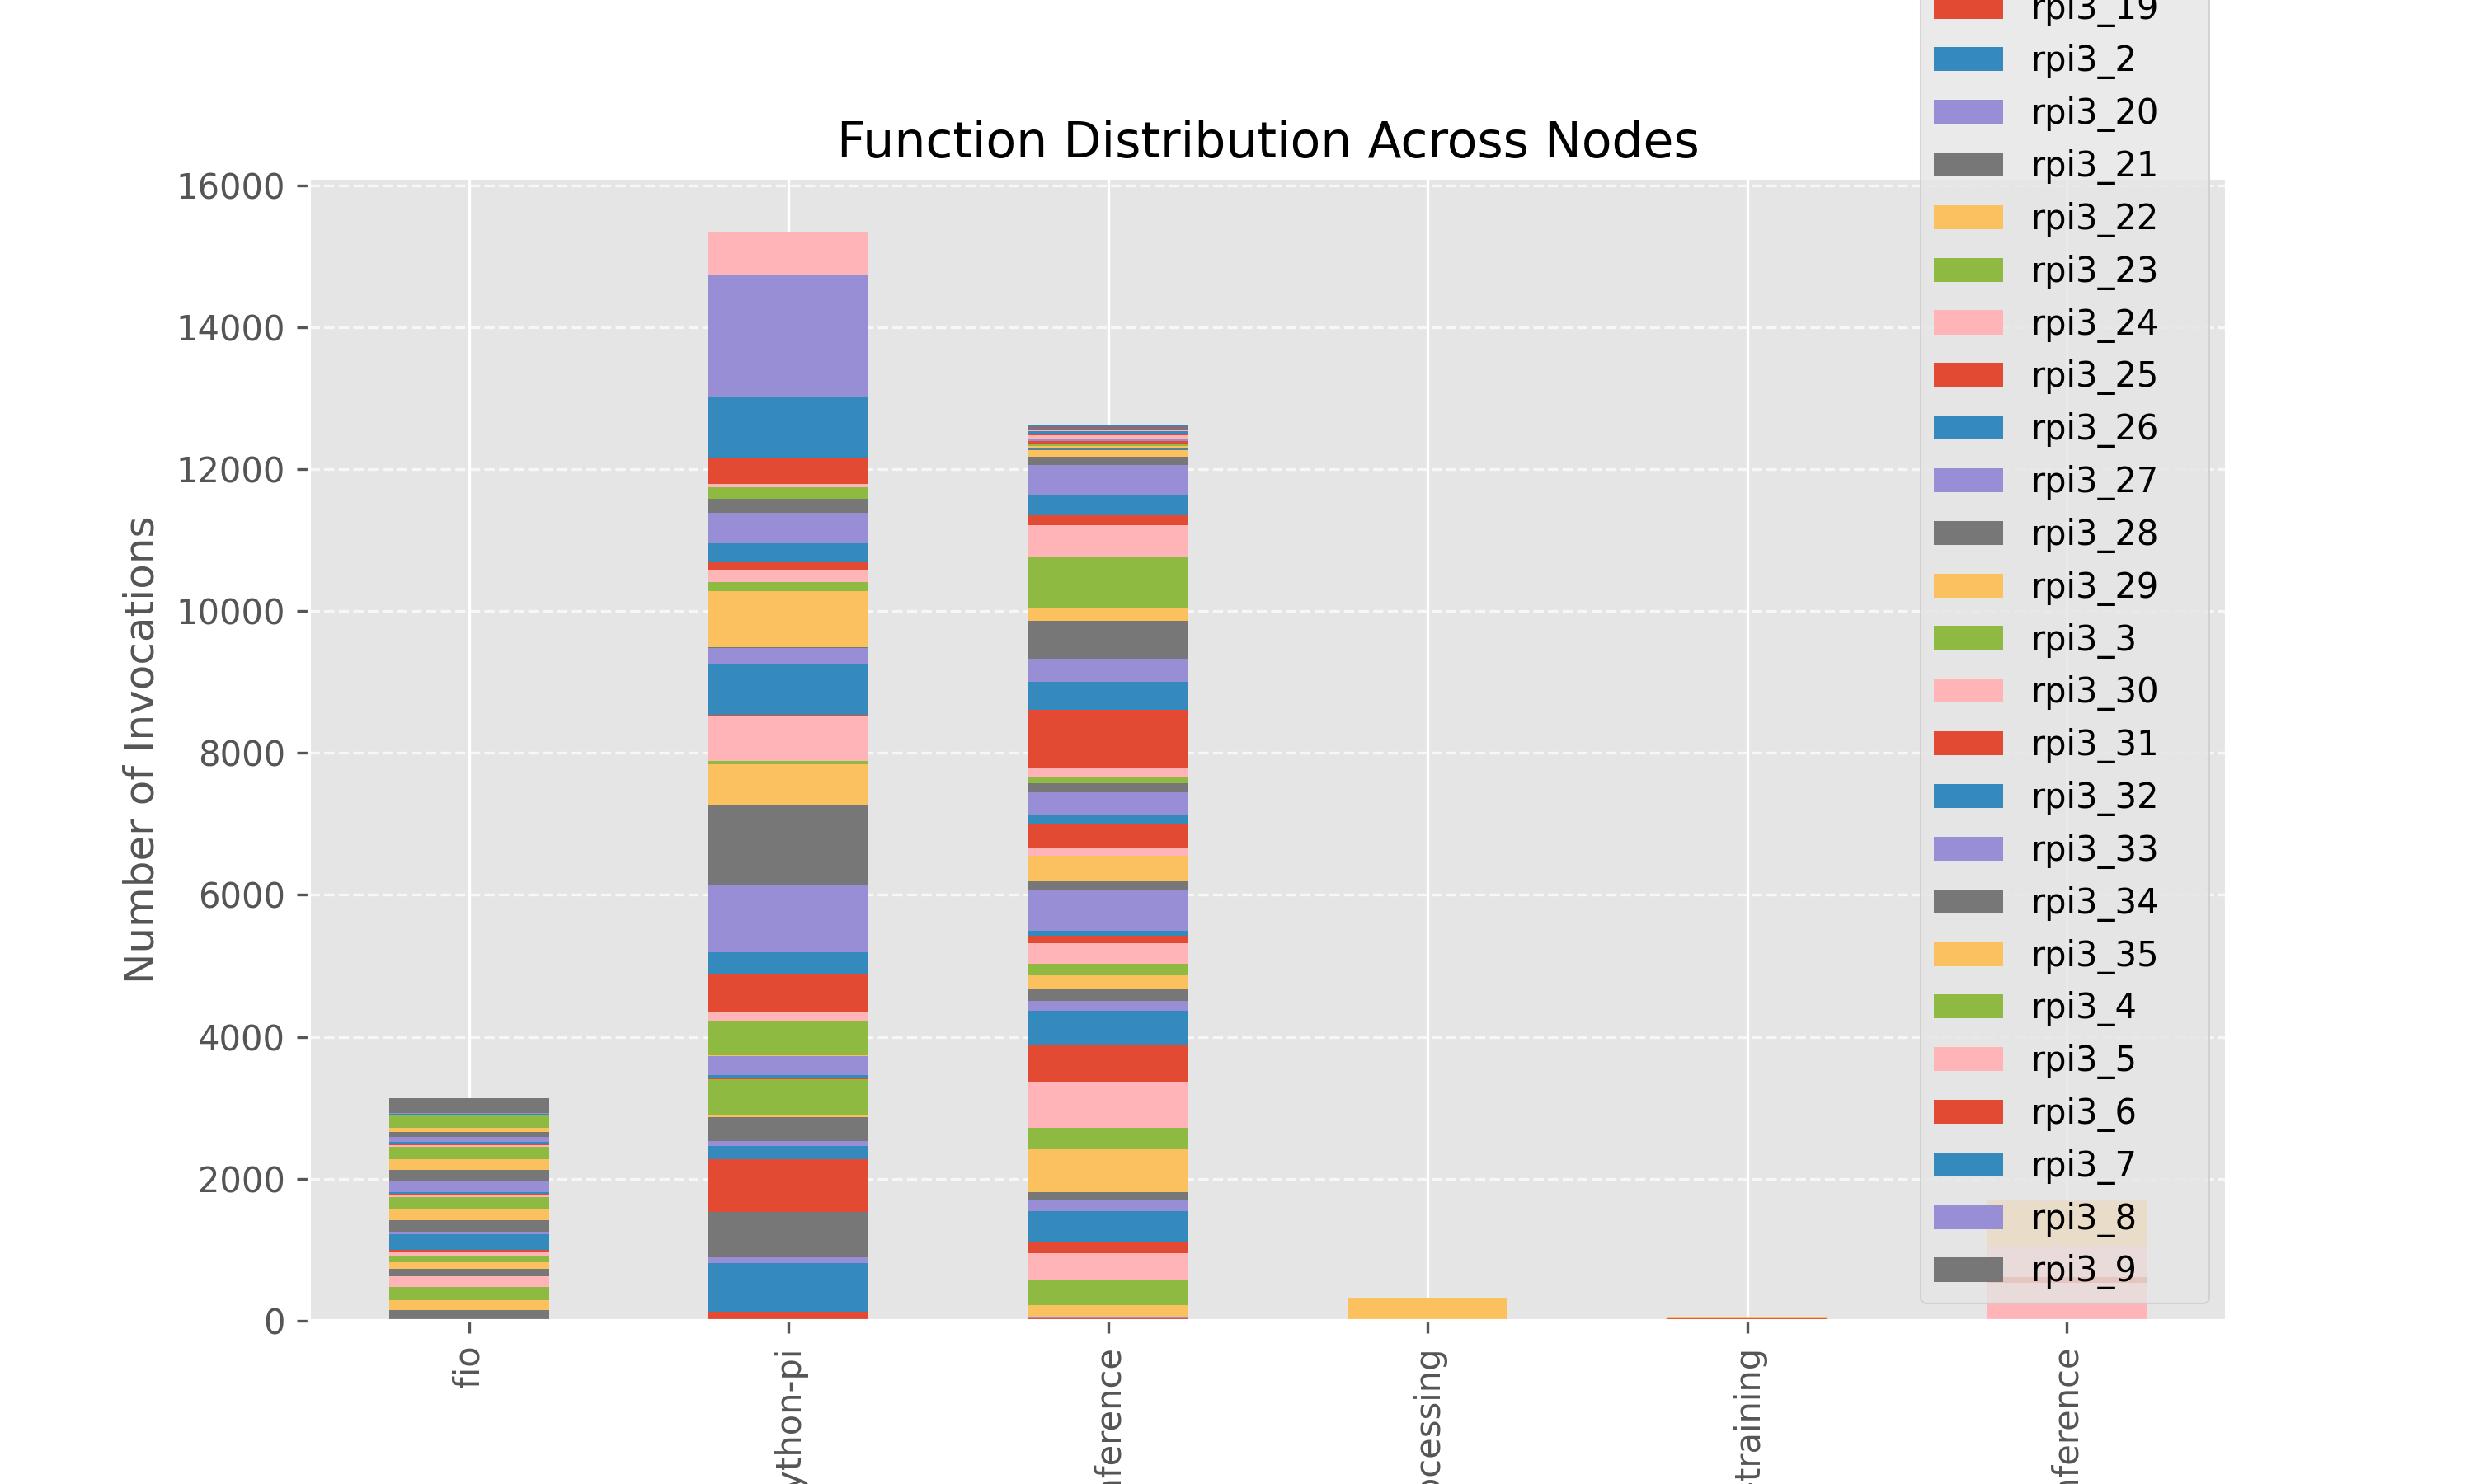 Function Distribution Across Nodes
Number of Invocations
16000
14000
12000
10000
8000
6000
4000
2000
0
fio
ython-pi
ference
cessing
training
ference
rpi3_19
rpi3_2
rpi3_20
rpi3_21
rpi3_22
rpi3_23
rpi3_24
rpi3_25
rpi3_26
rpi3_27
rpi3_28
rpi3_29
rpi3_3
rpi3_30
rpi3_31
rpi3_32
rpi3_33
rpi3_34
rpi3_35
rpi3_4
rpi3_5
rpi3_6
rpi3_7
rpi3_8
rpi3_9